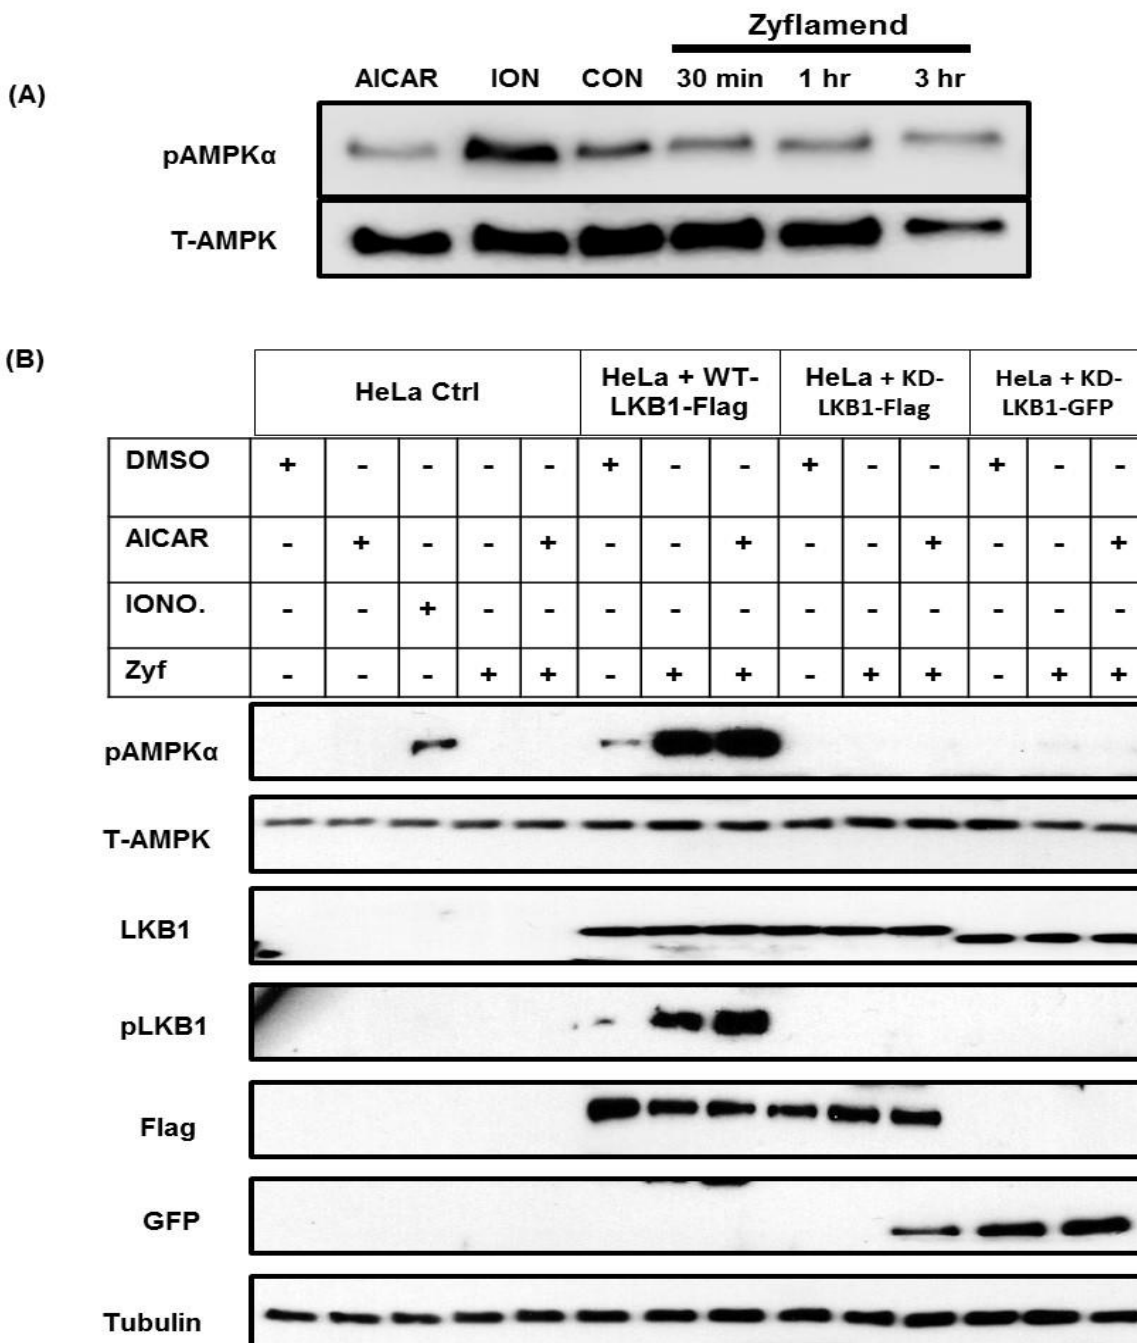 Zyflamend
(A)
AICAR ION CON 30 min 1 hr 3 hr
pAMPKα
T-AMPK
(B)
HeLa Ctrl
HeLa + WT-
LKB1-Flag
HeLa + KD-
LKB1-Flag
HeLa + KD-
LKB1-GFP
DMSO + - - - - + - - + - - + - -
AICAR - + - - + - - + - - + - - +
IONO. - - + - - - - - - - - - - -
Zyf - - - + + - + + - + + - + +
pAMPKα
T-AMPK
LKB1
pLKB1
Flag
GFP
Tubulin